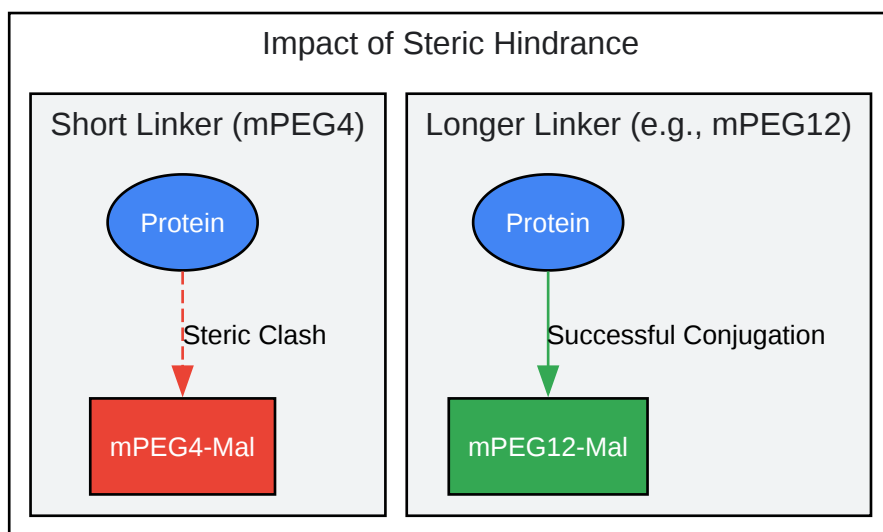 Impact of Steric Hindrance
Short Linker (mPEG4)
Protein
Steric Clash
mPEG4-Mal
Longer Linker (e.g., mPEG12)
Protein
Successful Conjugation
mPEG12-Mal